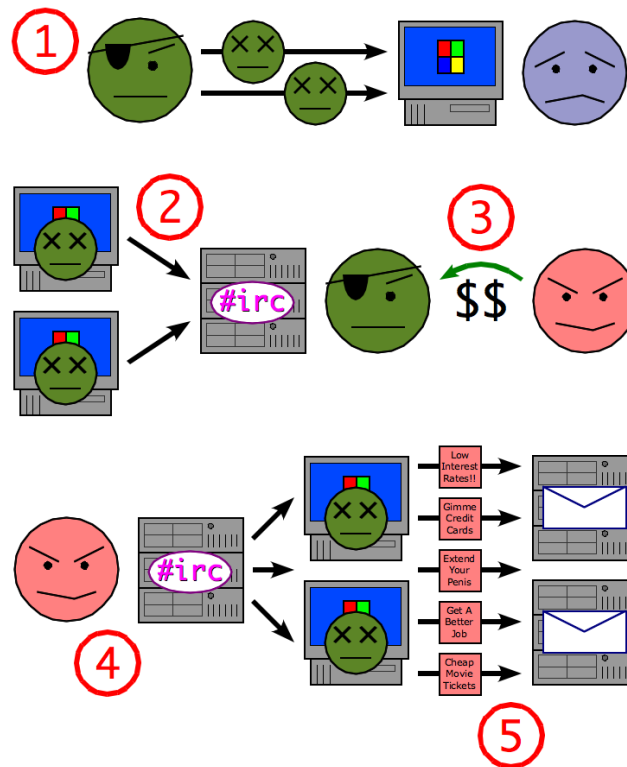 1
2
3
#irc
$$
Low
Interest
Rates!!
Gimme
Credit
Cards
#irc
Extend
Your
Penis
Get A
Better
Job
Cheap
Movie
Tickets
4
5